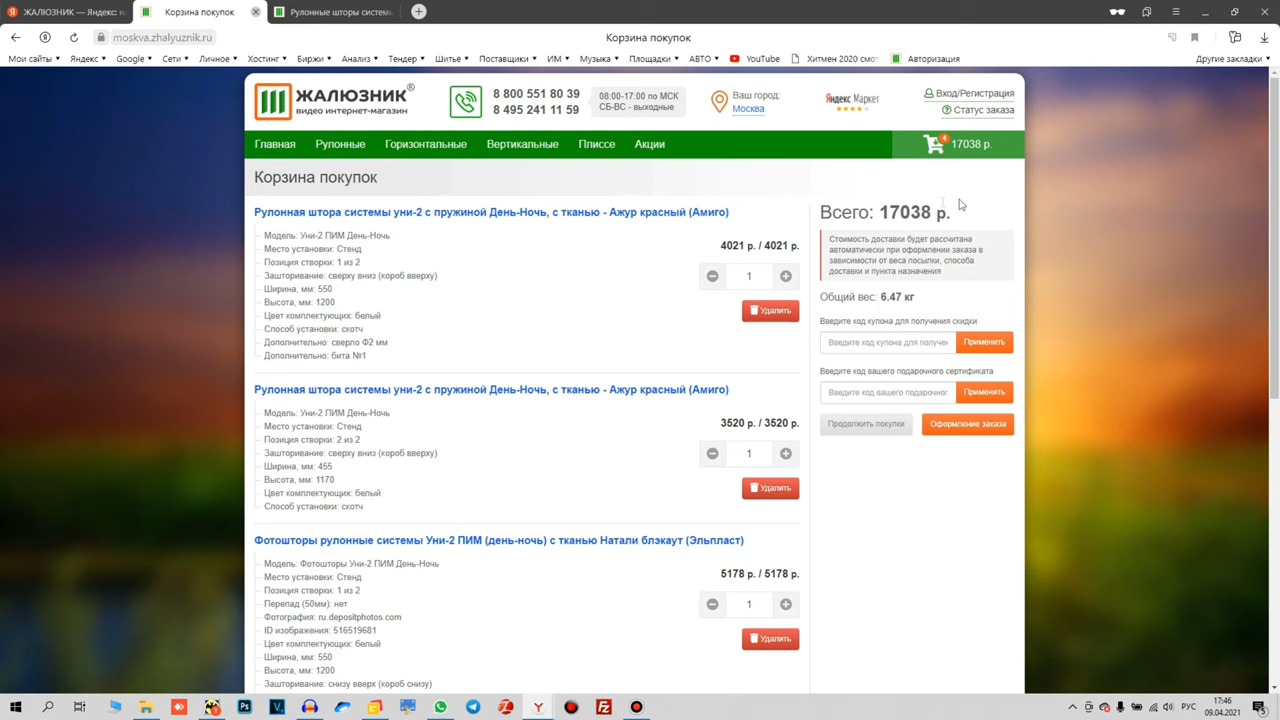 ЖАЛЮЗНИК — Яндекс: н
Корзина покупок
Рулонные шторы систем
moskva.zhalyuznik.ru
Корзина покупок
Мои сайты
Яндекс
Google
Сети
Личное
Хостинг
Биржи
Анализ
Тендер
Шитье
Поставщики
ИМ
Музыка
Площадки
АВТО
YouTube
Хитмен 2020 смот
Авторизация
Другие закладки
ЖАЛЮЗНИК®
видео интернет-магазин
8 800 551 80 39
8 495 241 11 59
08:00-17:00 по МСК
СБ-ВС - выходные
Ваш город:
Москва
Яндекс Маркет
Вход/Регистрация
Статус заказа
Главная
Рулонные
Горизонтальные
Вертикальные
Плиссе
Акции
4
17038 р.
Корзина покупок
Рулонная штора системы уни-2 с пружиной День-Ночь, с тканью - Ажур красный (Амиго)
Модель: Уни-2 ПИМ День-Ночь
Место установки: Стенд
Позиция створки: 1 из 2
Зашторивание: сверху вниз (короб вверху)
Ширина, мм: 550
Высота, мм: 1200
Цвет комплектующих: белый
Способ установки: скотч
Дополнительно: сверло Ф2 мм
Дополнительно: бита №1
4021 р. / 4021 р.
1
Удалить
Рулонная штора системы уни-2 с пружиной День-Ночь, с тканью - Ажур красный (Амиго)
Модель: Уни-2 ПИМ День-Ночь
Место установки: Стенд
Позиция створки: 2 из 2
Зашторивание: сверху вниз (короб вверху)
Ширина, мм: 455
Высота, мм: 1170
Цвет комплектующих: белый
Способ установки: скотч
3520 р. / 3520 р.
1
Удалить
Фотошторы рулонные системы Уни-2 ПИМ (день-ночь) с тканью Натали блэкаут (Эльпласт)
Модель: Фотошторы Уни-2 ПИМ День-Ночь
Место установки: Стенд
Позиция створки: 1 из 2
Перепад (50мм): нет
Фотография: ru.depositphotos.com
ID изображения: 516519681
Цвет комплектующих: белый
Ширина, мм: 550
Высота, мм: 1200
Зашторивание: снизу вверх (короб снизу)
5178 р. / 5178 р.
1
Удалить
Всего: 17038 р.
Стоимость доставки будет рассчитана
автоматически при оформлении заказа в
зависимости от веса посылки, способа
доставки и пункта назначения
Общий вес: 6.47 кг
Введите код купона для получения скидки
Введите код купона для получе
Применить
Введите код вашего подарочного сертификата
Введите код вашего подарочног
Применить
Продолжить покупки
Оформление заказа
РУС
17:46
09.04.2021
5